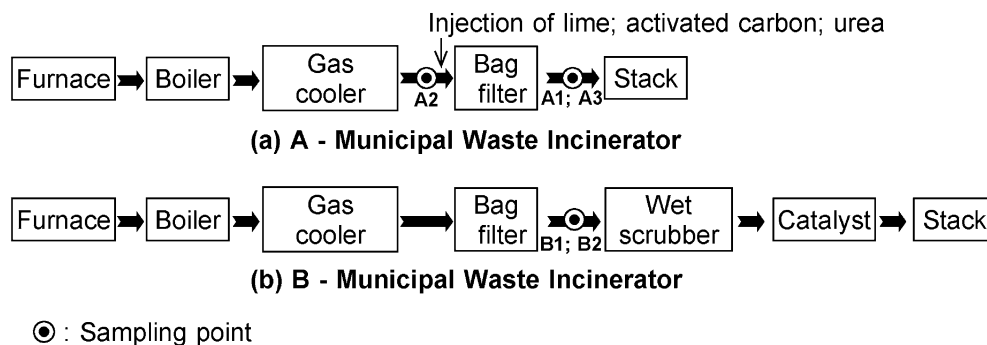 Injection of lime; activated carbon; urea
Furnace
Boiler
Gas
cooler
A2
Bag
filter
A1; A3
Stack
(a) A - Municipal Waste Incinerator
Furnace
Boiler
Gas
cooler
Bag
filter
B1; B2
Wet
scrubber
Catalyst
Stack
(b) B - Municipal Waste Incinerator
: Sampling point